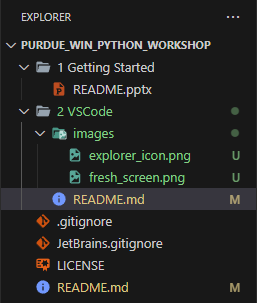 EXPLORER
PURDUE_WIN_PYTHON_WORKSHOP
1 Getting Started
README.pptx
2 VSCode
images
explorer_icon.png U
fresh_screen.png U
README.md M
.gitignore
JetBrains.gitignore
LICENSE
README.md M